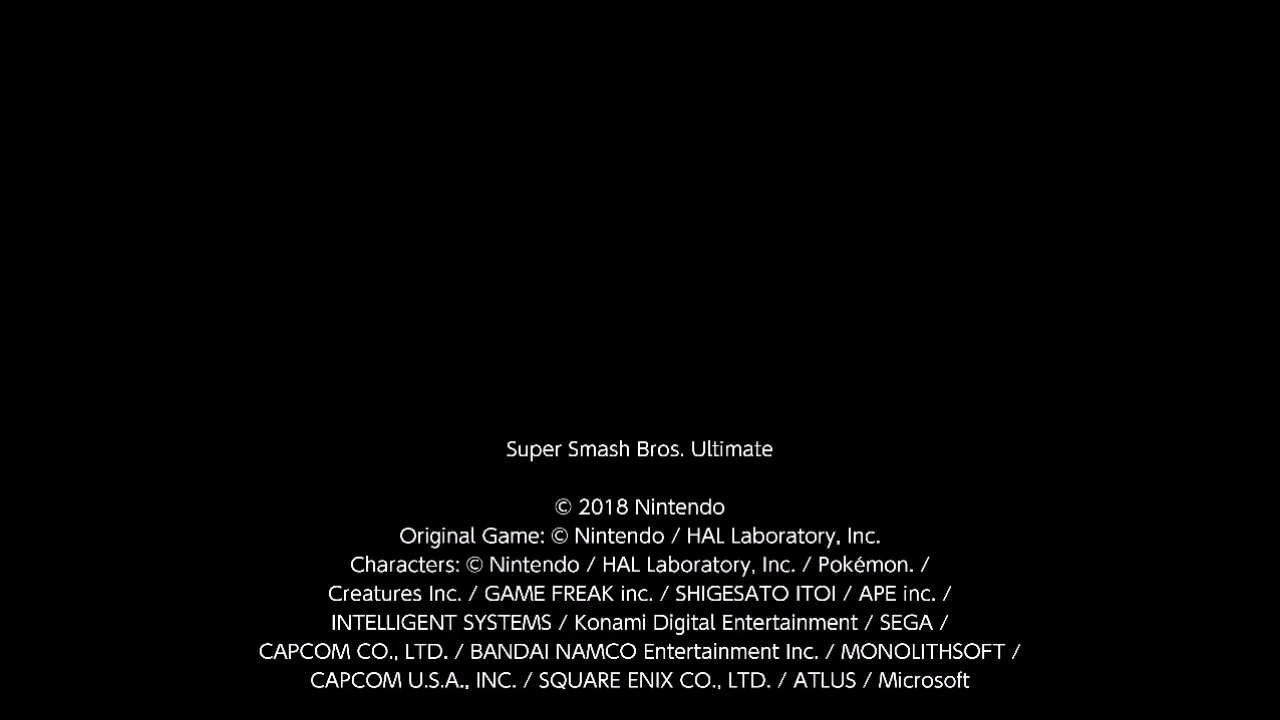 Super Smash Bros. Ultimate
© 2018 Nintendo
Original Game: © Nintendo / HAL Laboratory, Inc.
Characters: © Nintendo / HAL Laboratory, Inc. / Pokémon. /
Creatures Inc. / GAME FREAK inc. / SHIGESATO ITOI / APE inc. /
INTELLIGENT SYSTEMS / Konami Digital Entertainment / SEGA /
CAPCOM CO., LTD. / BANDAI NAMCO Entertainment Inc. / MONOLITHSOFT /
CAPCOM U.S.A., INC. / SQUARE ENIX CO., LTD. / ATLUS / Microsoft